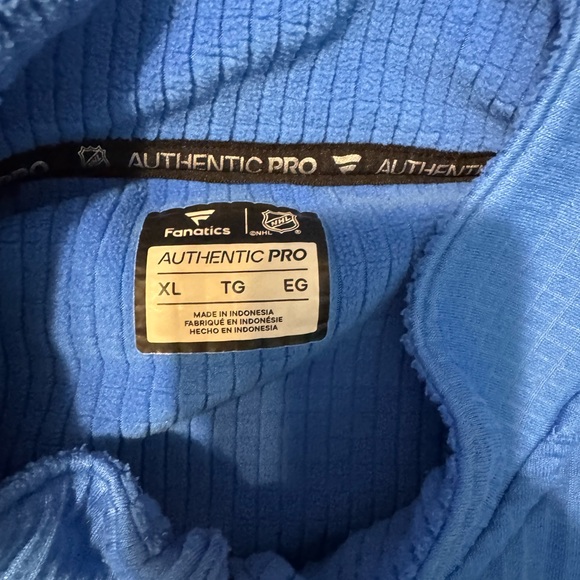 AUTHENTIC PRO AUTHENTIC
Fanatics NHL
©NHL
AUTHENTIC PRO
XL TG EG
MADE IN INDONESIA
FABRIQUÉ EN INDONÉSIE
HECHO EN INDONESIA